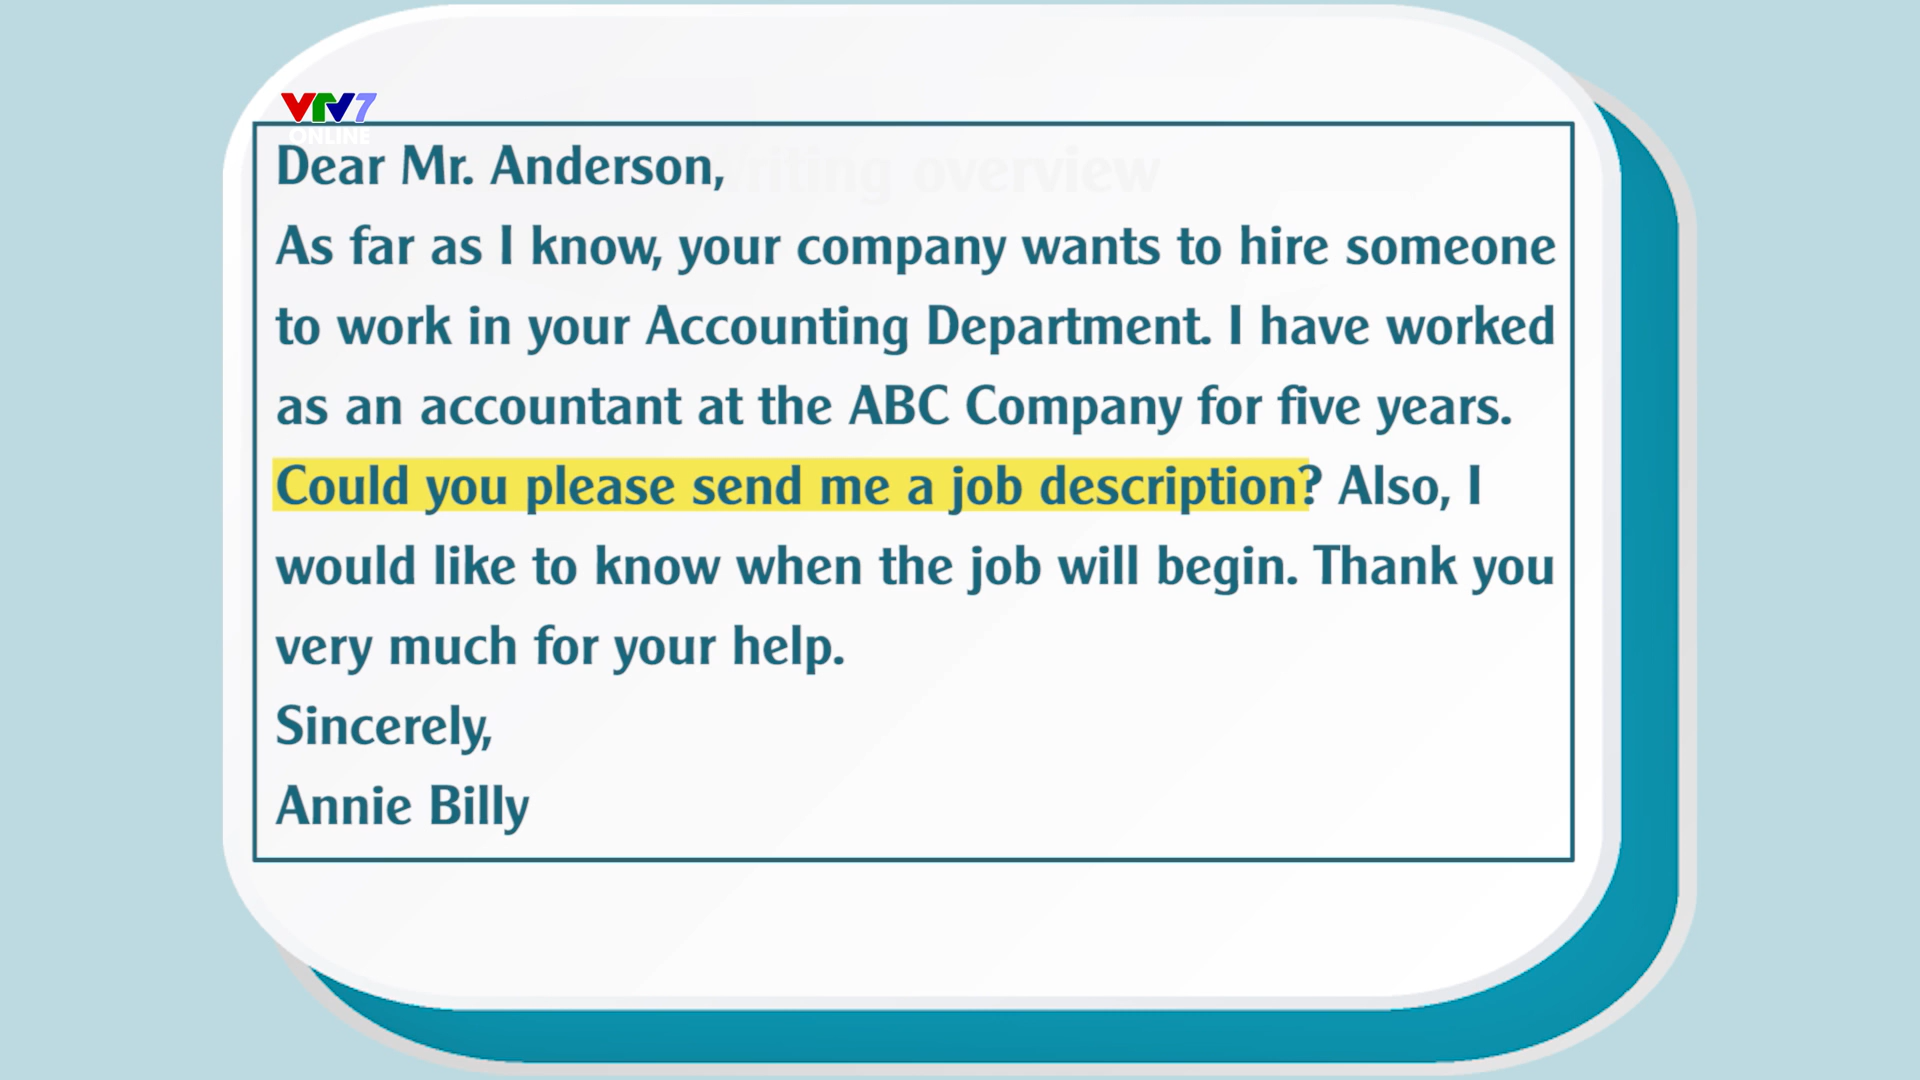 VTV7
ONLINE
Writing overview
Dear Mr. Anderson,
As far as I know, your company wants to hire someone
to work in your Accounting Department. I have worked
as an accountant at the ABC Company for five years.
Could you please send me a job description? Also, I
would like to know when the job will begin. Thank you
very much for your help.
Sincerely,
Annie Billy